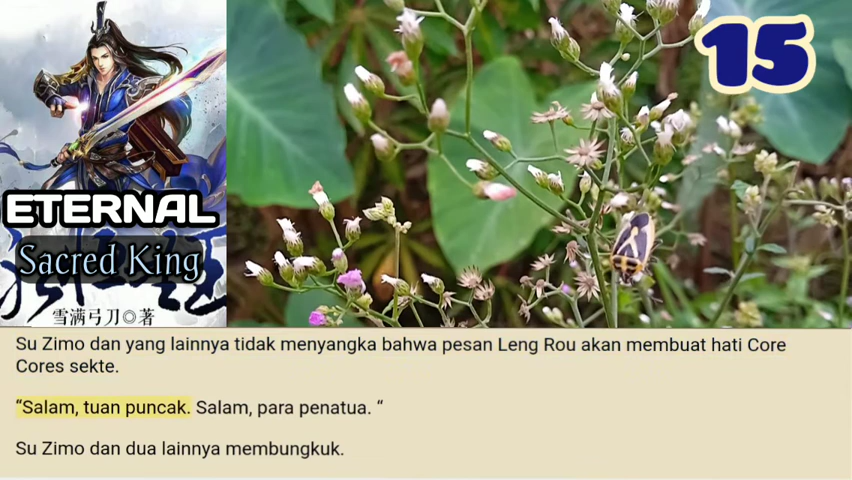 15
ETERNAL
Sacred King
雪满弓刀◎著
Su Zimo dan yang lainnya tidak menyangka bahwa pesan Leng Rou akan membuat hati Core
Cores sekte.
“Salam, tuan puncak. Salam, para penatua. “
Su Zimo dan dua lainnya membungkuk.